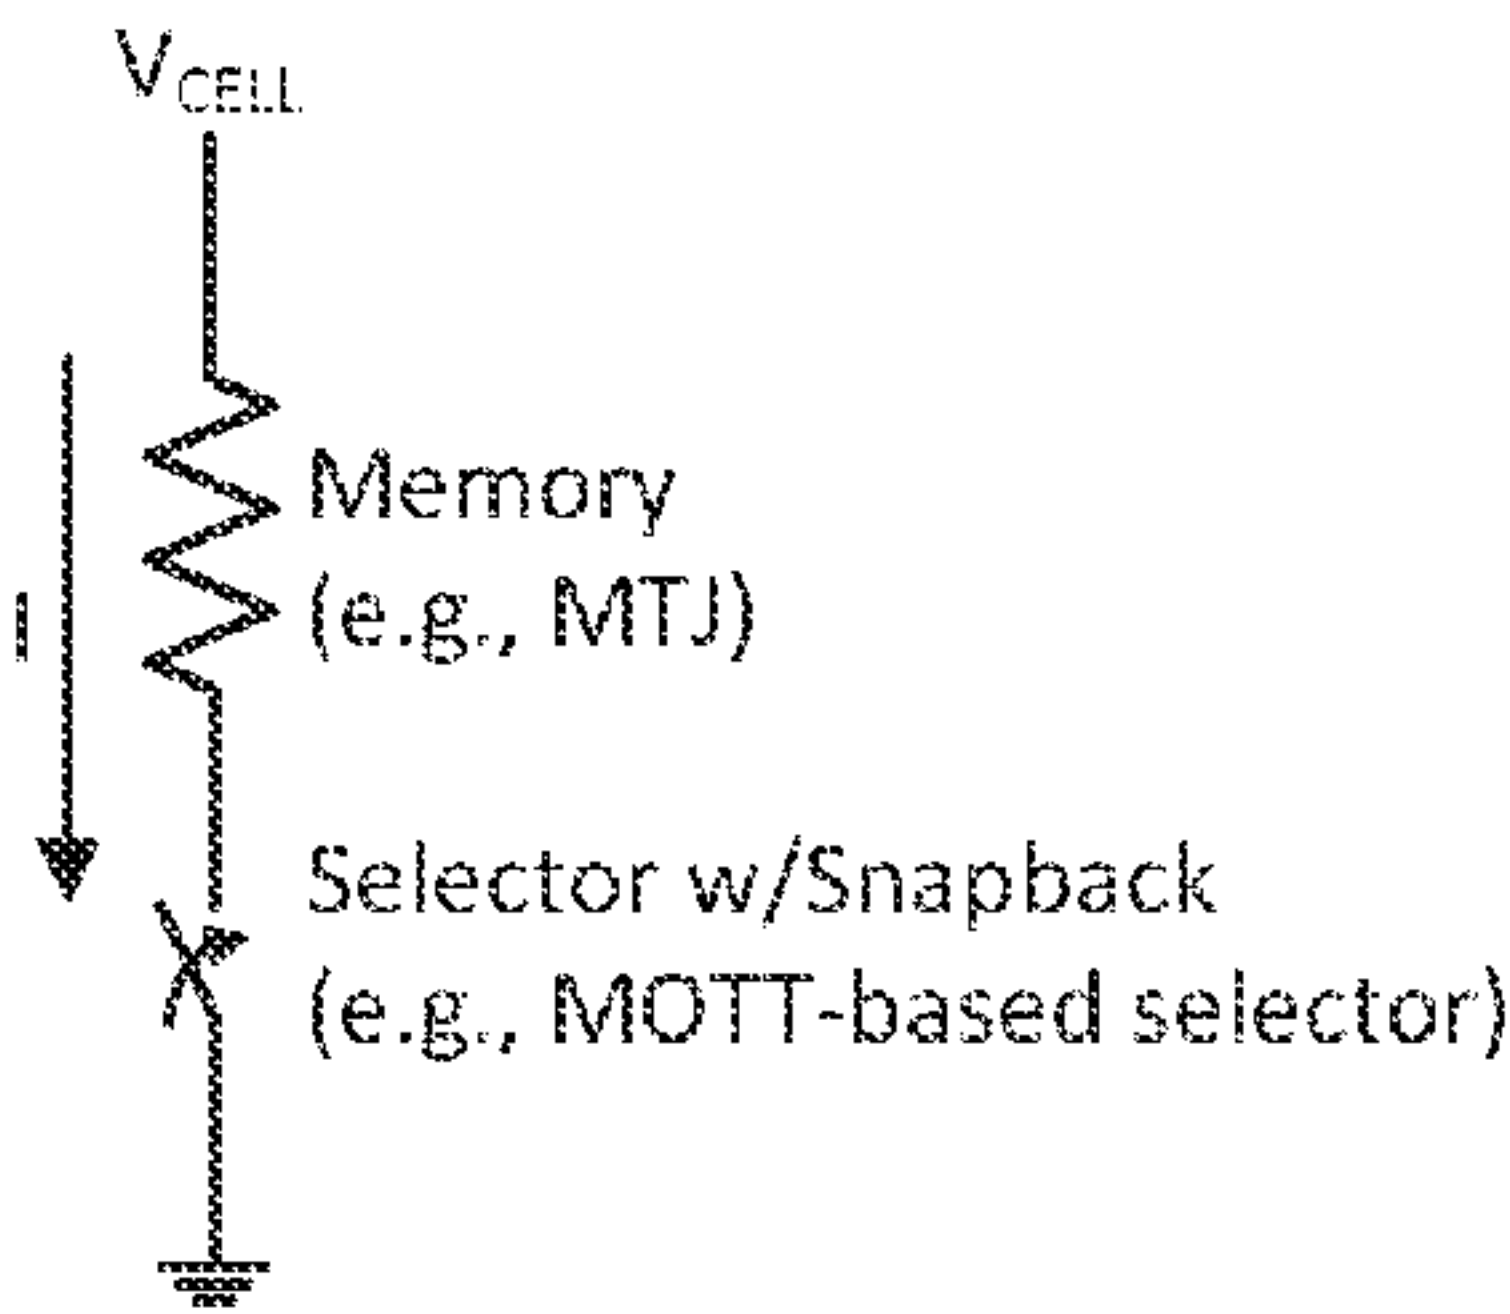 VCELL
Memory
(e.g., MTJ)
I
Selector w/Snapback
(e.g., MOTT-based selector)